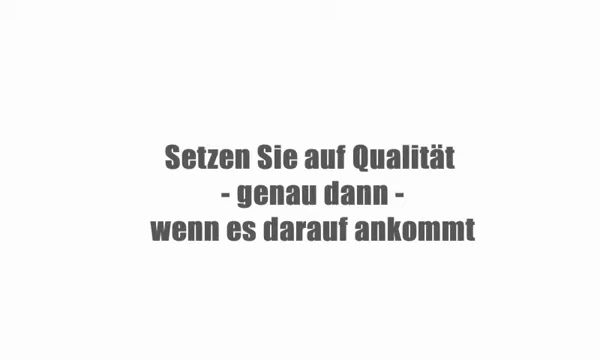 Setzen Sie auf Qualität
- genau dann -
wenn es darauf ankommt